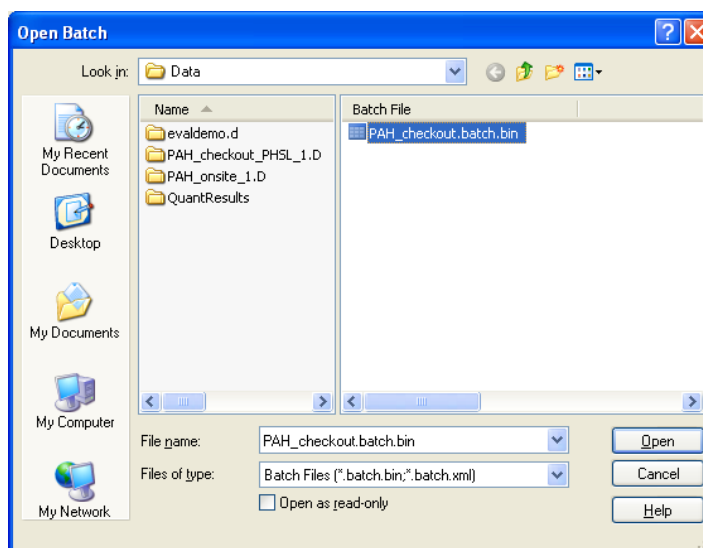 Open Batch
Look in:
Data
My Recent
Documents
Desktop
My Documents
My Computer
My Network
Name
evaldemo.d
PAH_checkout_PHSL_1.D
PAH_onsite_1.D
QuantResults
Batch File
PAH_checkout.batch.bin
File name:
PAH_checkout.batch.bin
Open
Files of type:
Batch Files (*.batch.bin;*.batch.xml)
Cancel
Open as read-only
Help